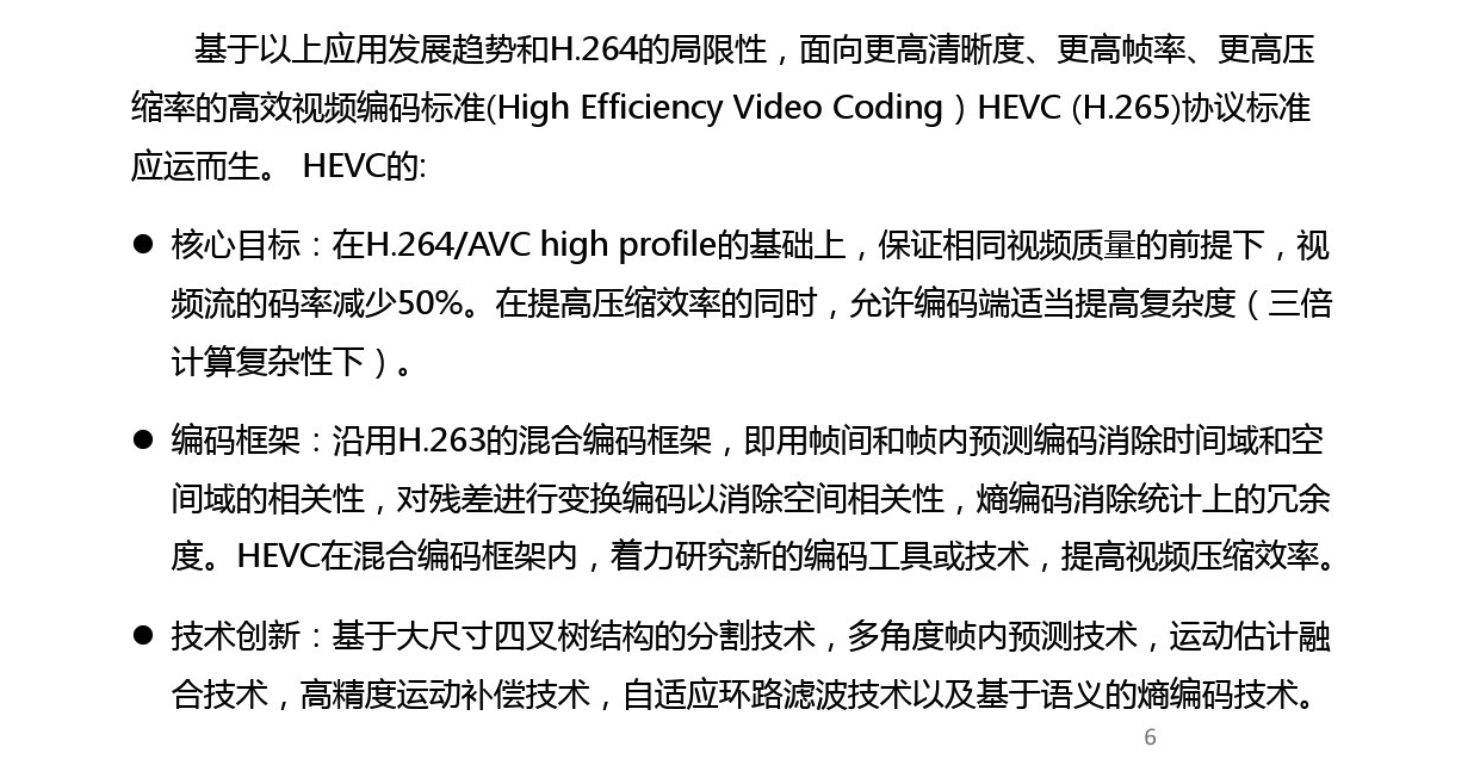 基于以上应用发展趋势和H.264的局限性，面向更高清晰度、更高帧率、更高压
缩率的高效视频编码标准(High Efficiency Video Coding ) HEVC (H.265)协议标准
应运而生。 HEVC的:
● 核心目标：在H.264/AVC high profile的基础上，保证相同视频质量的前提下，视
频流的码率减少50%。在提高压缩效率的同时，允许编码端适当提高复杂度（三倍
计算复杂性下）。
● 编码框架：沿用H.263的混合编码框架，即用帧间和帧内预测编码消除时间域和空
间域的相关性，对残差进行变换编码以消除空间相关性，熵编码消除统计上的冗余
度。HEVC在混合编码框架内，着力研究新的编码工具或技术，提高视频压缩效率。
● 技术创新：基于大尺寸四叉树结构的分割技术，多角度帧内预测技术，运动估计融
合技术，高精度运动补偿技术，自适应环路滤波技术以及基于语义的熵编码技术。
6